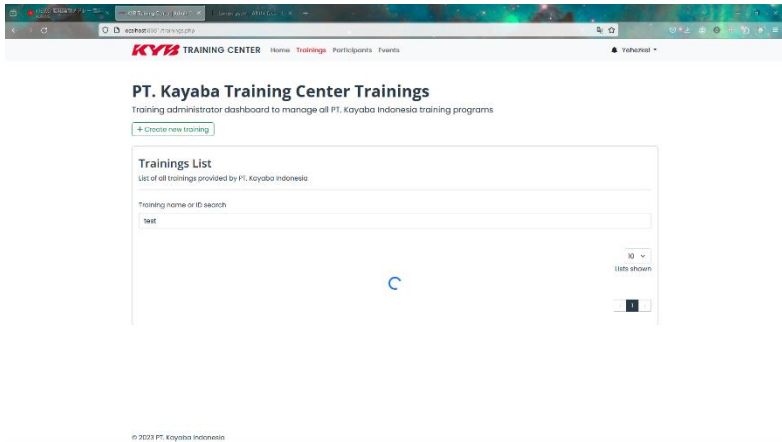 KYB TRAINING CENTER Home Trainings Participants Events Yehezkiel
PT. Kayaba Training Center Trainings
Training administrator dashboard to manage all PT. Kayaba Indonesia training programs
+ Create new training
Trainings List
List of all trainings provided by PT. Kayaba Indonesia
Training name or ID search
test
10
Lists shown
1
© 2023 PT. Kayaba Indonesia